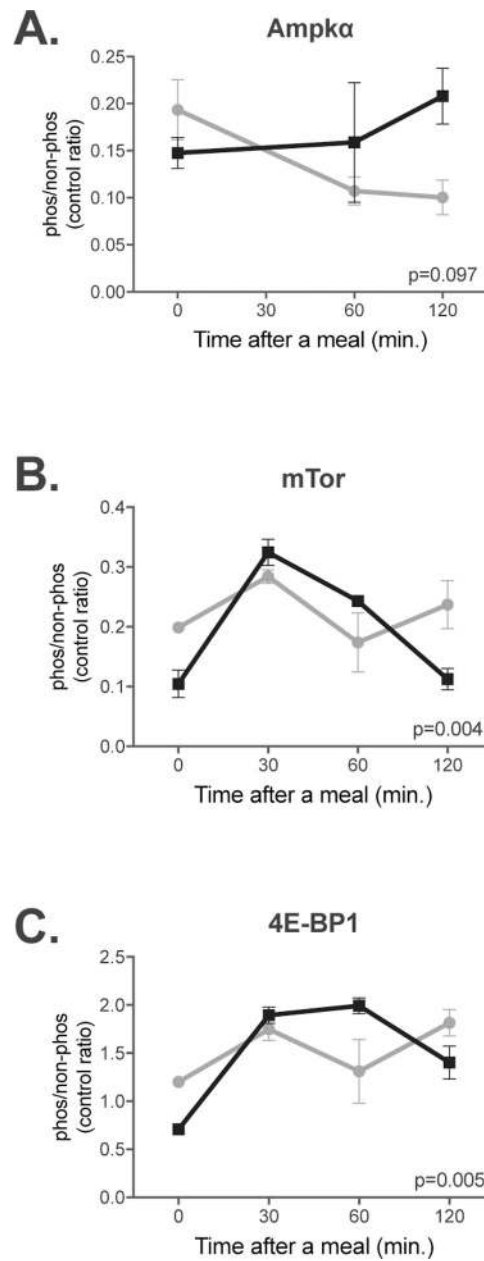 A.
Ampkα
phos/non-phos
(control ratio)
0.25
0.20
0.15
0.10
0.05
0.00
p=0.097
0 30 60 120
Time after a meal (min.)
B.
mTor
phos/non-phos
(control ratio)
0.4
0.3
0.2
0.1
0.0
p=0.004
0 30 60 120
Time after a meal (min.)
C.
4E-BP1
phos/non-phos
(control ratio)
2.5
2.0
1.5
1.0
0.5
0.0
p=0.005
0 30 60 120
Time after a meal (min.)